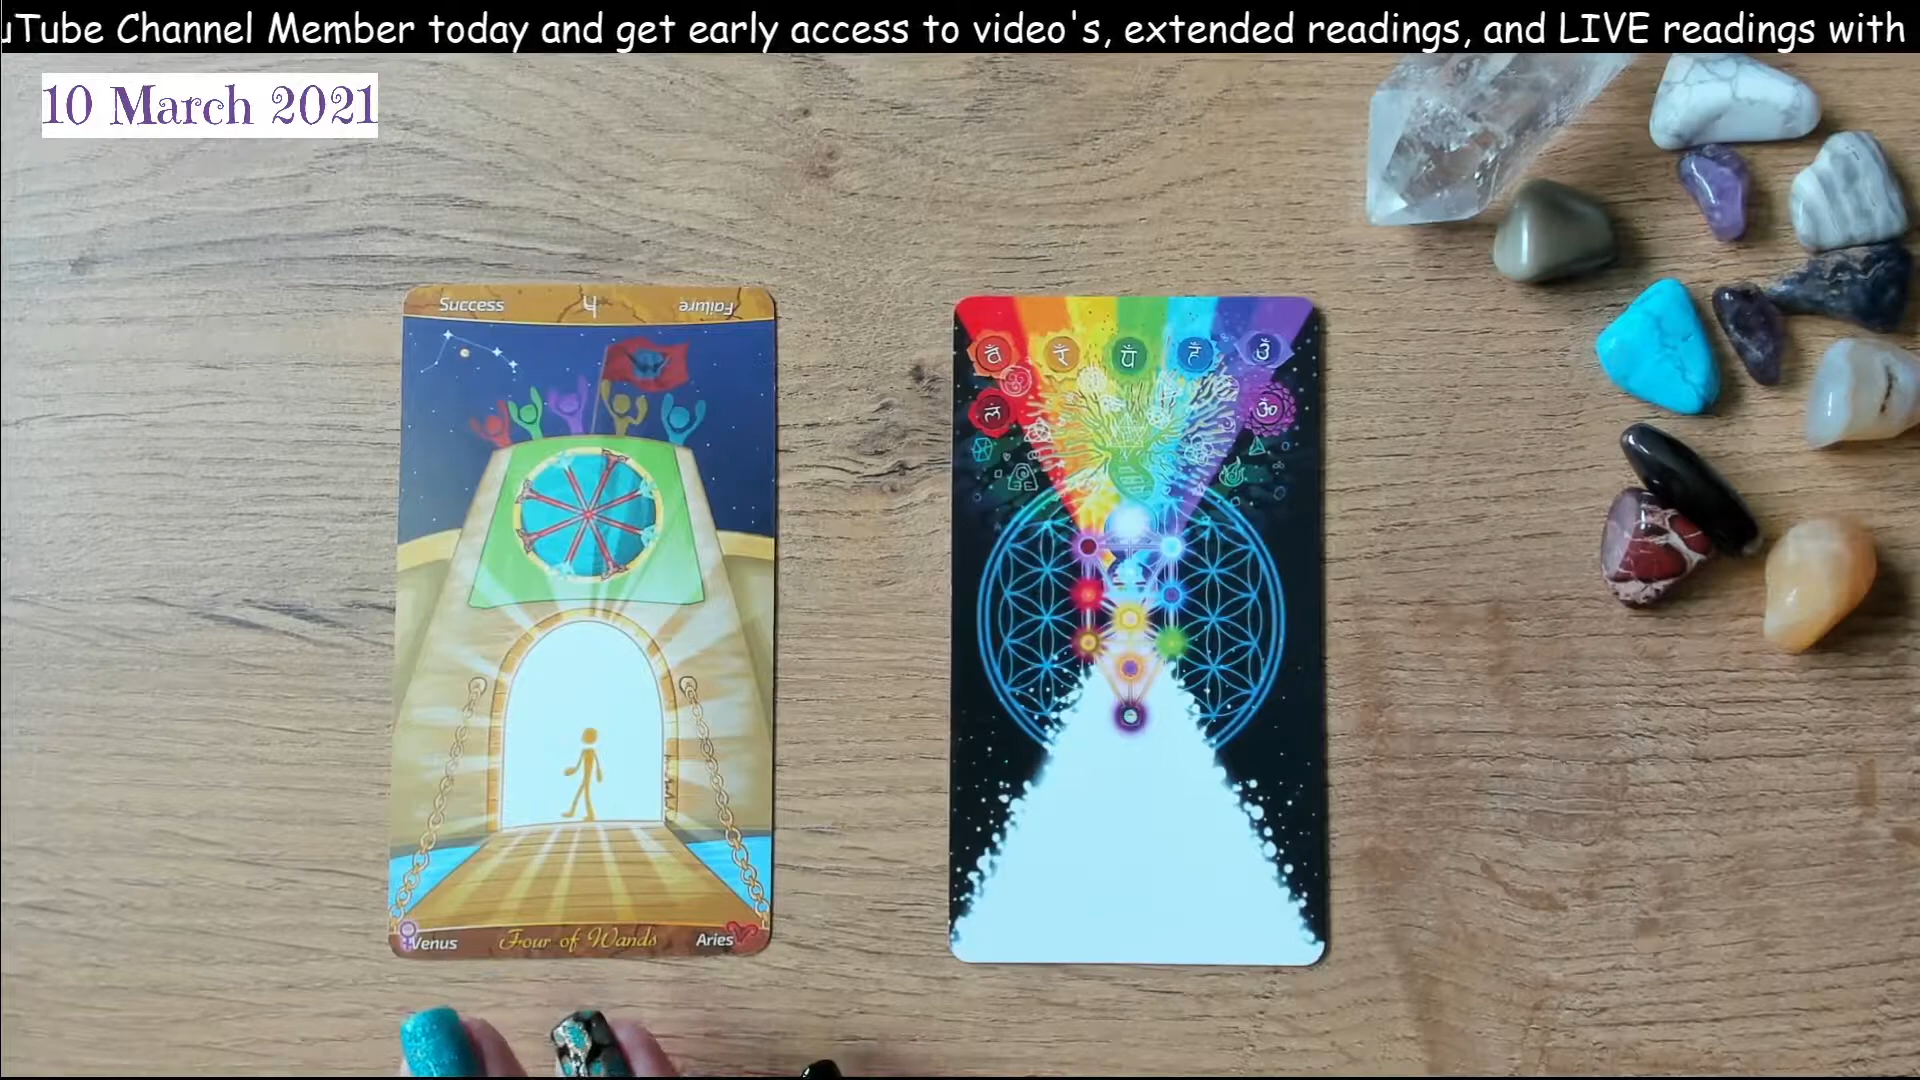 uTube Channel Member today and get early access to video's, extended readings, and LIVE readings with
10 March 2021
Success 4 Failure
Venus Four of Wands Aries
वं रं यं हं ॐ
लं ॐ